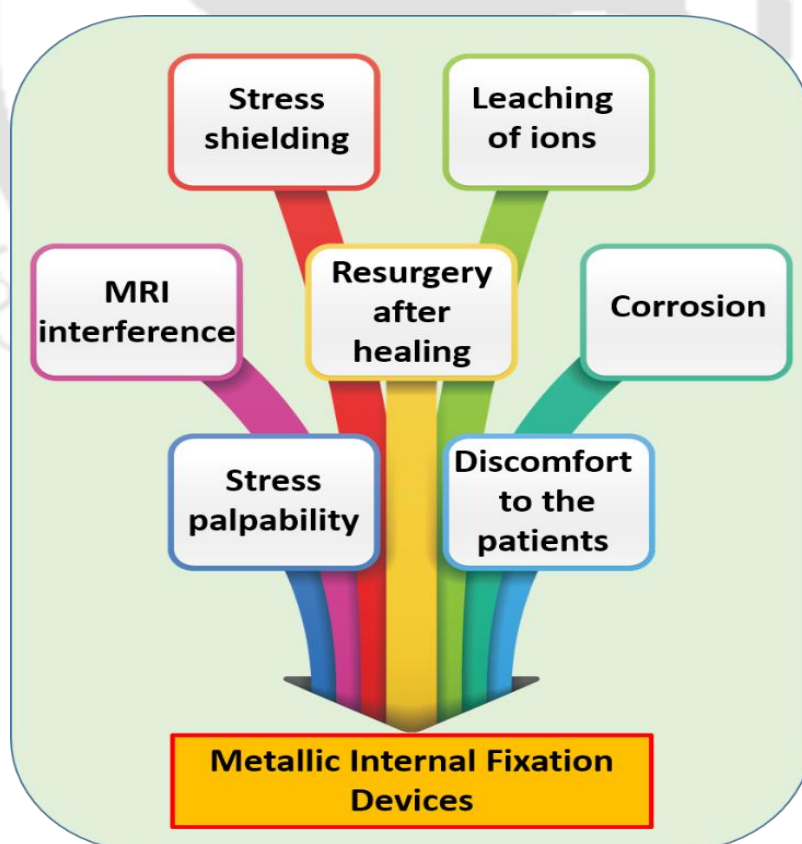 Stress
shielding
Leaching
of ions
MRI
interference
Resurgery
after
healing
Corrosion
Stress
palpability
Discomfort
to the
patients
Metallic Internal Fixation
Devices